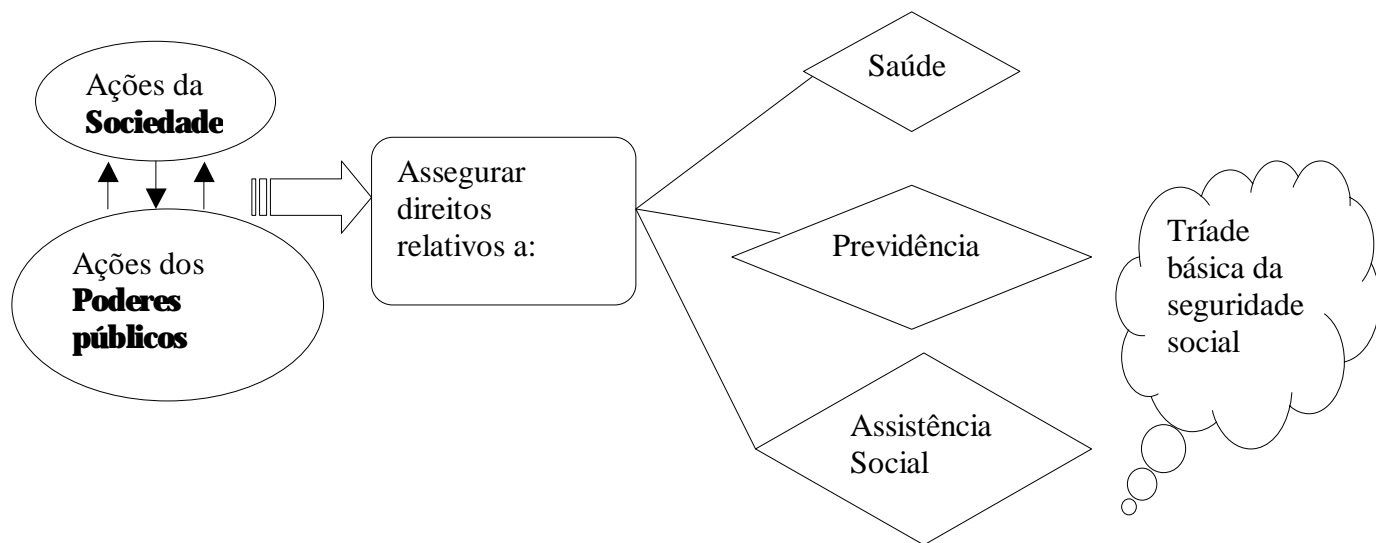 Ações da
Sociedade
Ações dos
Poderes
públicos
Assegurar
direitos
relativos a:
Saúde
Previdência
Assistência
Social
Tríade
básica da
seguridade
social